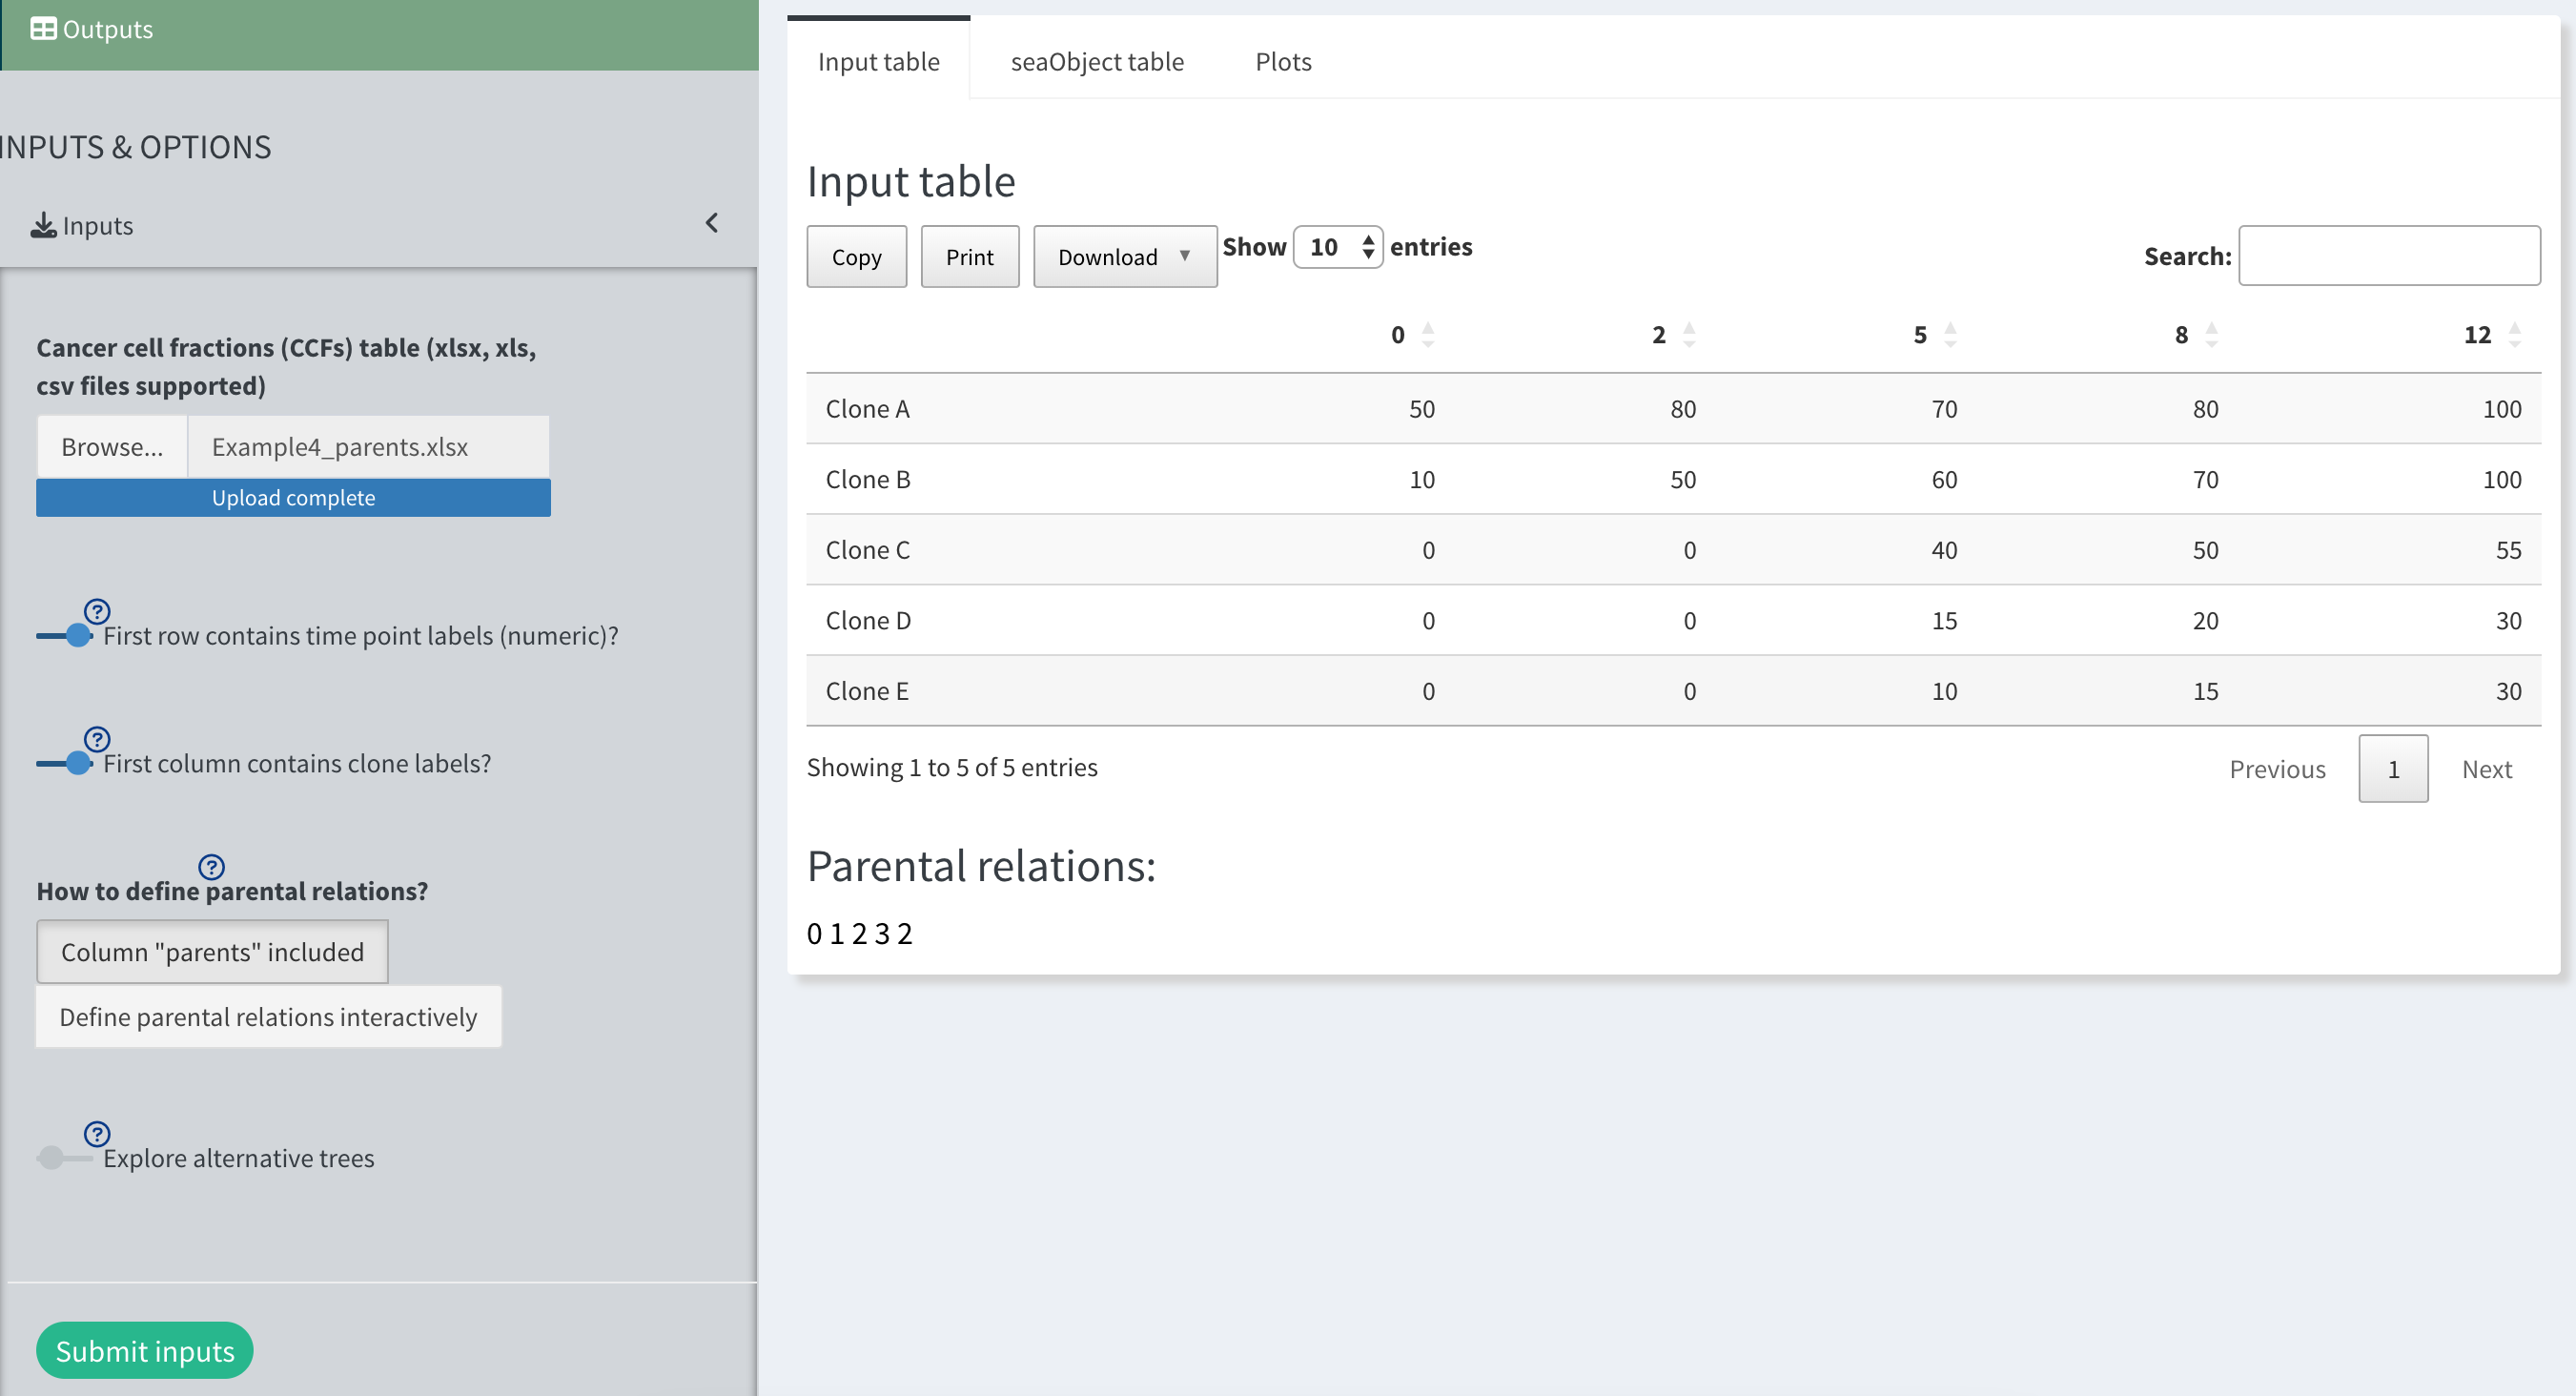 Outputs
INPUTS & OPTIONS
Inputs
Cancer cell fractions (CCFs) table (xlsx, xls,
csv files supported)
Browse... Example4_parents.xlsx
Upload complete
?
First row contains time point labels (numeric)?
?
First column contains clone labels?
?
How to define parental relations?
Column "parents" included
Define parental relations interactively
?
Explore alternative trees
Submit inputs
Input table seaObject table Plots
Input table
Copy Print Download ▼ Show 10 entries Search:
0 2 5 8 12
Clone A 50 80 70 80 100
Clone B 10 50 60 70 100
Clone C 0 0 40 50 55
Clone D 0 0 15 20 30
Clone E 0 0 10 15 30
Showing 1 to 5 of 5 entries Previous 1 Next
Parental relations:
0 1 2 3 2